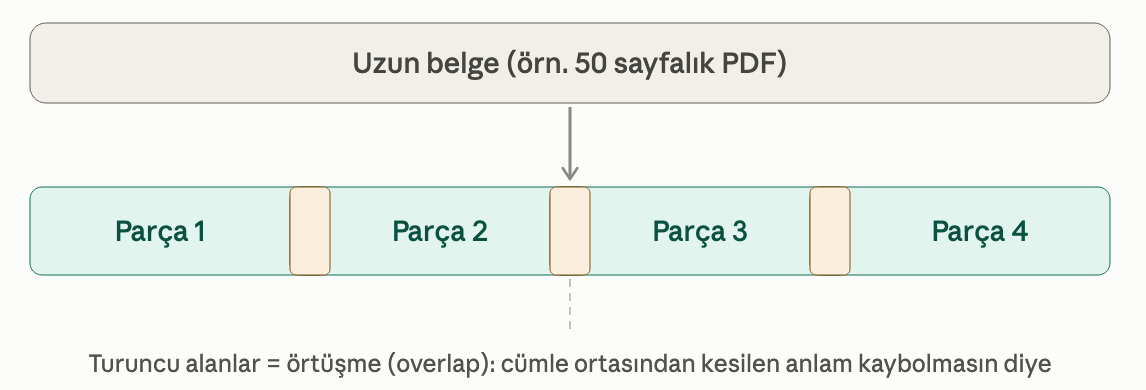 Uzun belge (örn. 50 sayfalık PDF)
Parça 1
Parça 2
Parça 3
Parça 4
Turuncu alanlar = örtüşme (overlap): cümle ortasından kesilen anlam kaybolmasın diye